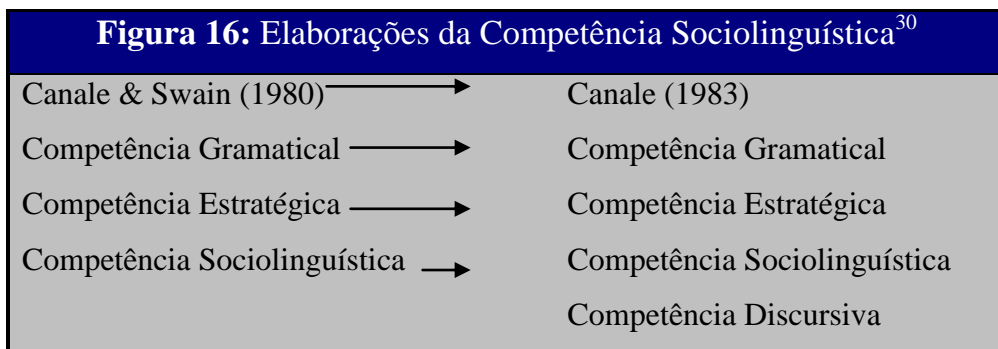 Figura 16: Elaborações da Competência Sociolinguística30
Canale & Swain (1980) Canale (1983)
Competência Gramatical Competência Gramatical
Competência Estratégica Competência Estratégica
Competência Sociolinguística Competência Sociolinguística
Competência Discursiva